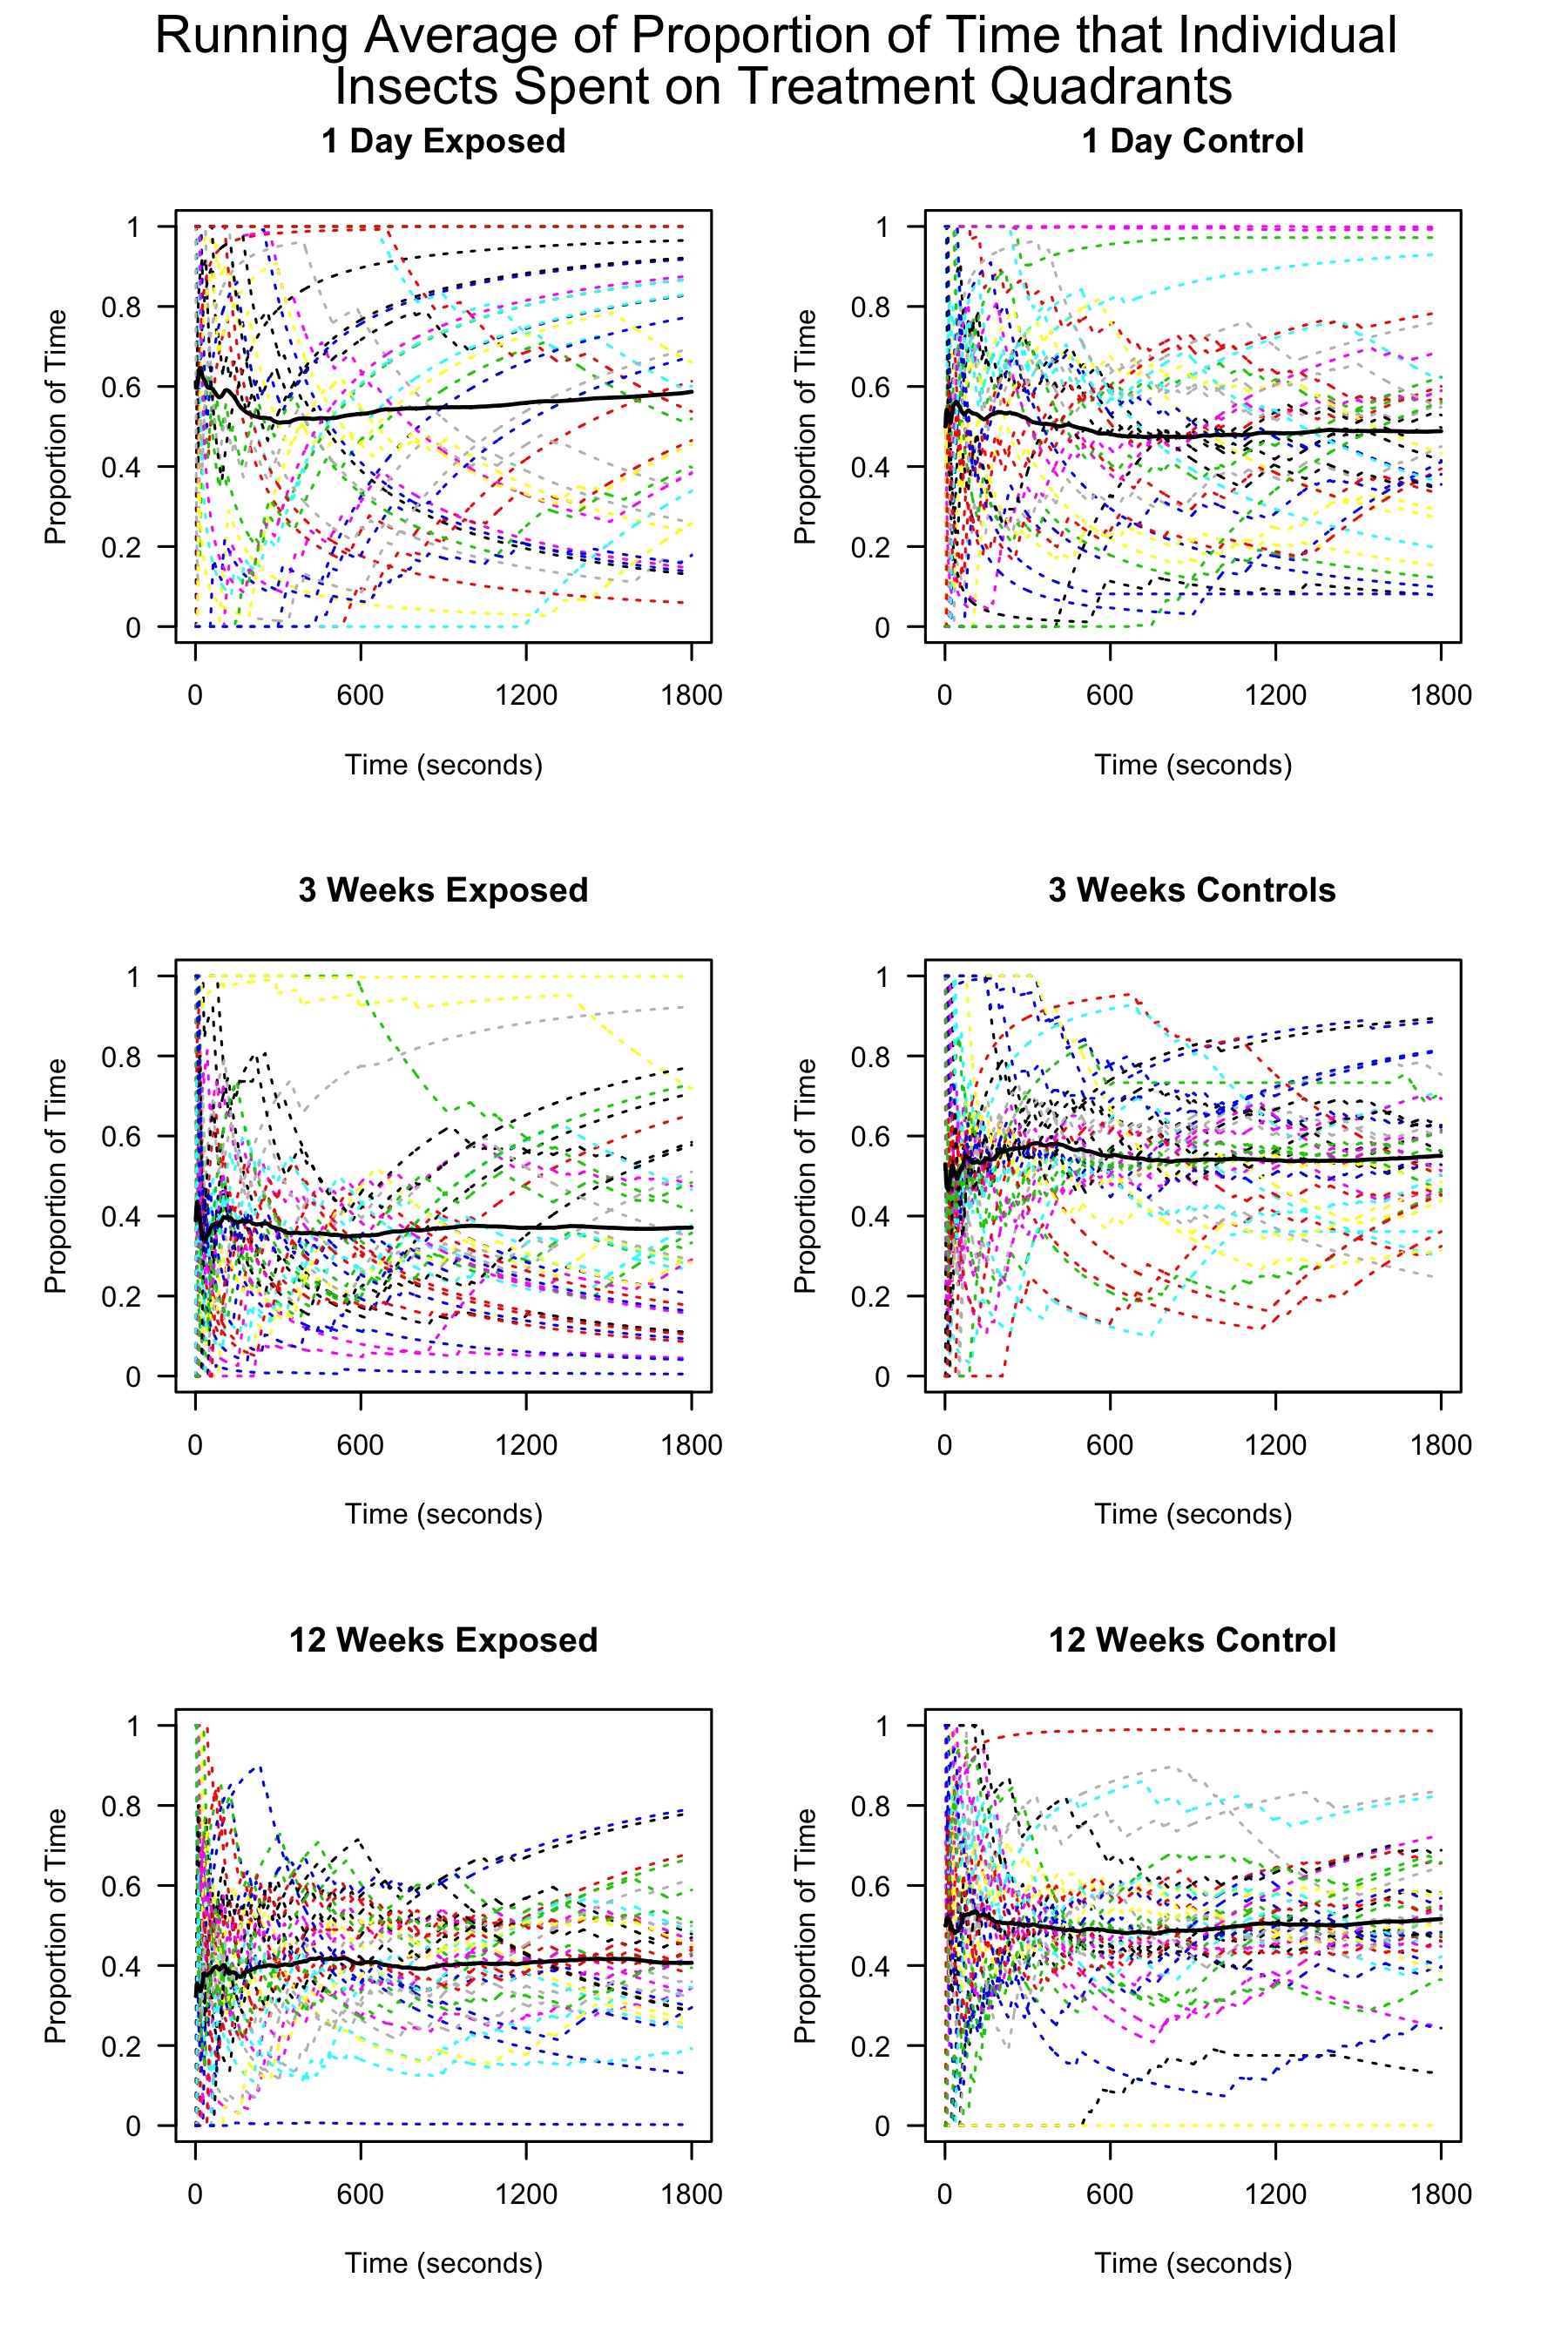 Running Average of Proportion of Time that Individual
Insects Spent on Treatment Quadrants
1 Day Exposed
1
0.8
0.6
0.4
0.2
0
Proportion of Time
0 600 1200 1800
Time (seconds)
1 Day Control
1
0.8
0.6
0.4
0.2
0
Proportion of Time
0 600 1200 1800
Time (seconds)
3 Weeks Exposed
1
0.8
0.6
0.4
0.2
0
Proportion of Time
0 600 1200 1800
Time (seconds)
3 Weeks Controls
1
0.8
0.6
0.4
0.2
0
Proportion of Time
0 600 1200 1800
Time (seconds)
12 Weeks Exposed
1
0.8
0.6
0.4
0.2
0
Proportion of Time
0 600 1200 1800
Time (seconds)
12 Weeks Control
1
0.8
0.6
0.4
0.2
0
Proportion of Time
0 600 1200 1800
Time (seconds)